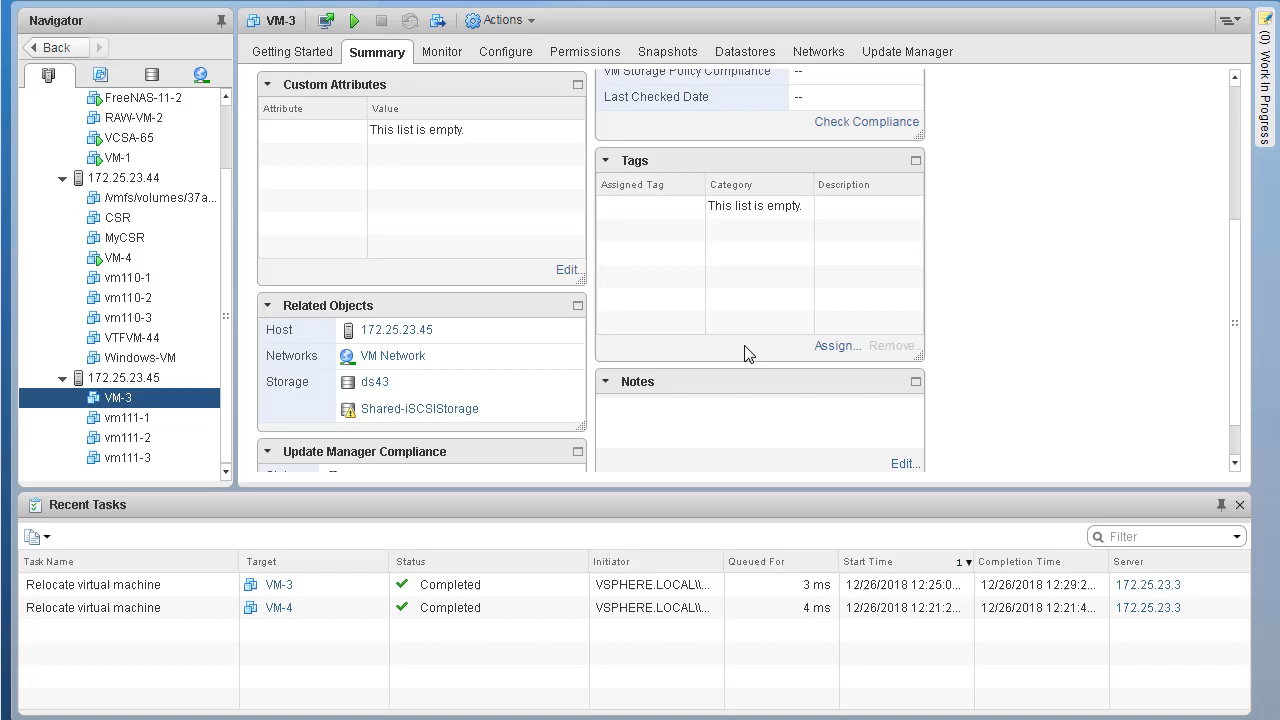 Navigator
Back
FreeNAS-11-2
RAW-VM-2
VCSA-65
VM-1
172.25.23.44
/vmfs/volumes/37a...
CSR
MyCSR
VM-4
vm110-1
vm110-2
vm110-3
VTFVM-44
Windows-VM
172.25.23.45
VM-3
vm111-1
vm111-2
vm111-3
VM-3 Actions
Getting Started Summary Monitor Configure Permissions Snapshots Datastores Networks Update Manager
Custom Attributes
Attribute Value
This list is empty.
Edit...
Related Objects
Host 172.25.23.45
Networks VM Network
Storage ds43
Shared-iSCSIStorage
Update Manager Compliance
VM Storage Policy Compliance --
Last Checked Date --
Check Compliance
Tags
Assigned Tag Category Description
This list is empty.
Assign... Remove...
Notes
Edit...
(0) Work In Progress
Recent Tasks
Filter
Task Name Target Status Initiator Queued For Start Time 1 Completion Time Server
Relocate virtual machine VM-3 Completed VSPHERE.LOCAL\\... 3 ms 12/26/2018 12:25:0... 12/26/2018 12:29:2... 172.25.23.3
Relocate virtual machine VM-4 Completed VSPHERE.LOCAL\\... 4 ms 12/26/2018 12:21:2... 12/26/2018 12:21:4... 172.25.23.3